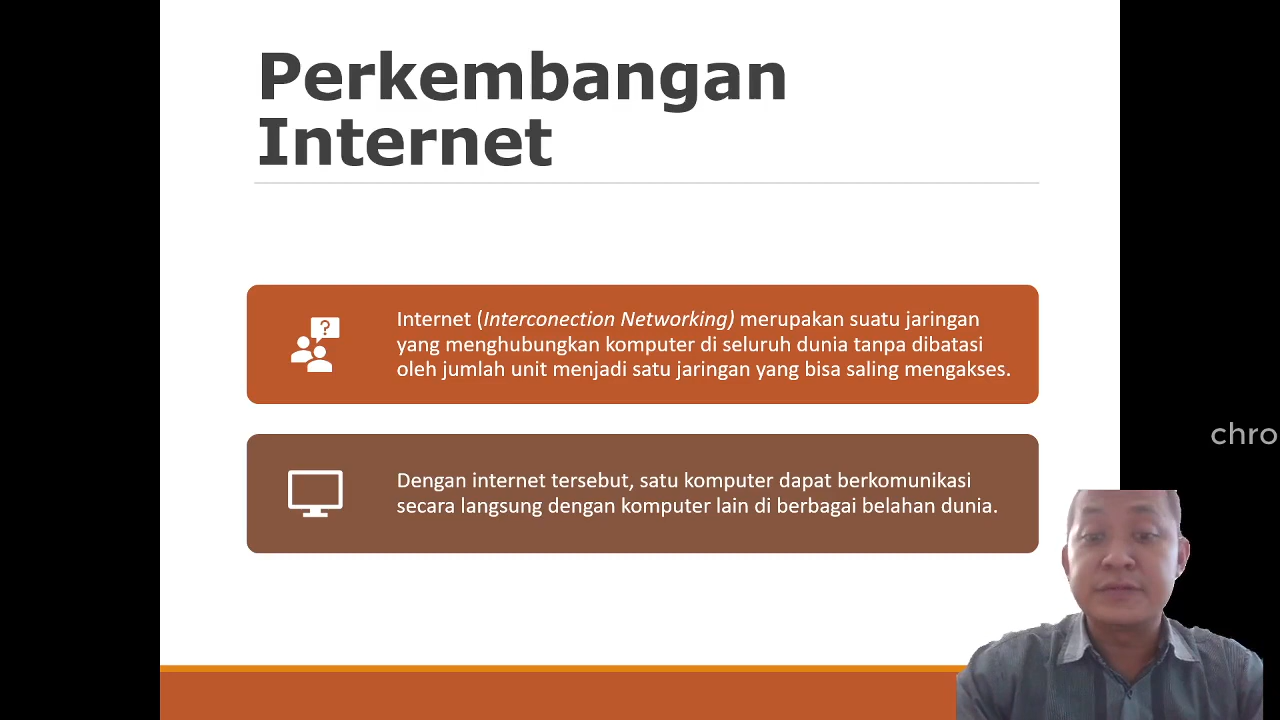 Perkembangan
Internet
?
Internet (Interconection Networking) merupakan suatu jaringan
yang menghubungkan komputer di seluruh dunia tanpa dibatasi
oleh jumlah unit menjadi satu jaringan yang bisa saling mengakses.
Dengan internet tersebut, satu komputer dapat berkomunikasi
secara langsung dengan komputer lain di berbagai belahan dunia.
chro